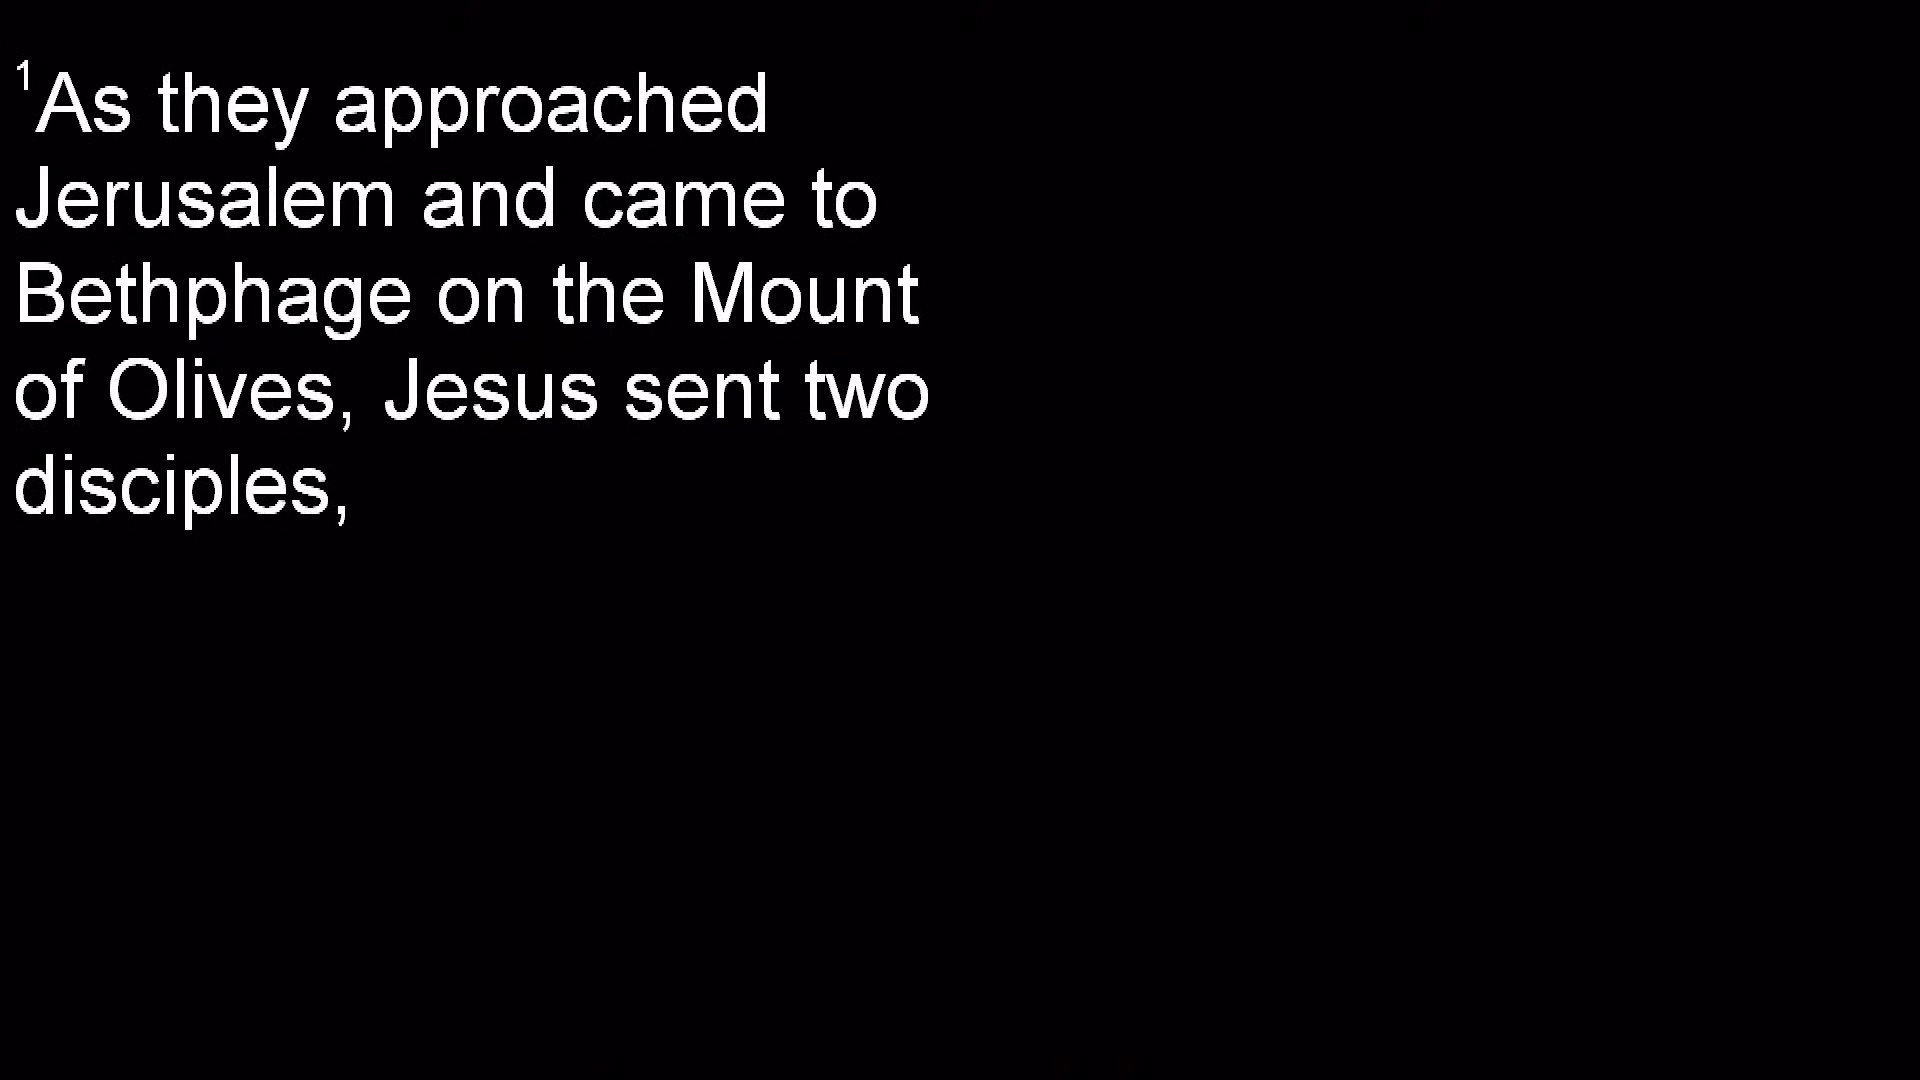 ¹As they approached
Jerusalem and came to
Bethphage on the Mount
of Olives, Jesus sent two
disciples,